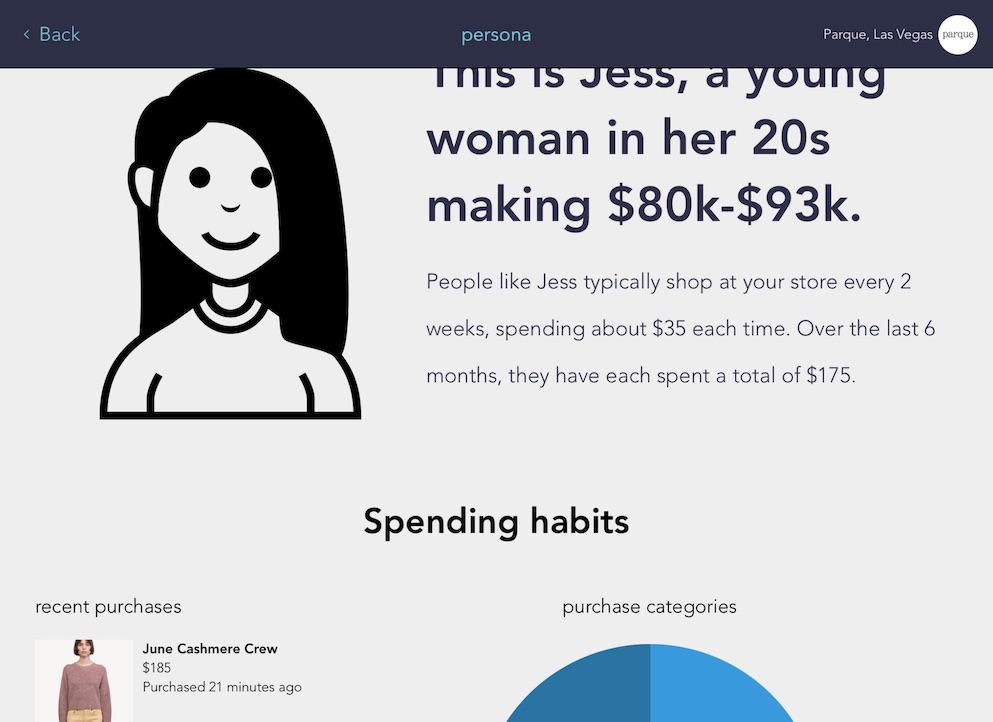 Back
persona
Parque, Las Vegas
parque
This is Jess, a young
woman in her 20s
making $80k-$93k.
People like Jess typically shop at your store every 2
weeks, spending about $35 each time. Over the last 6
months, they have each spent a total of $175.
Spending habits
recent purchases
purchase categories
June Cashmere Crew
$185
Purchased 21 minutes ago